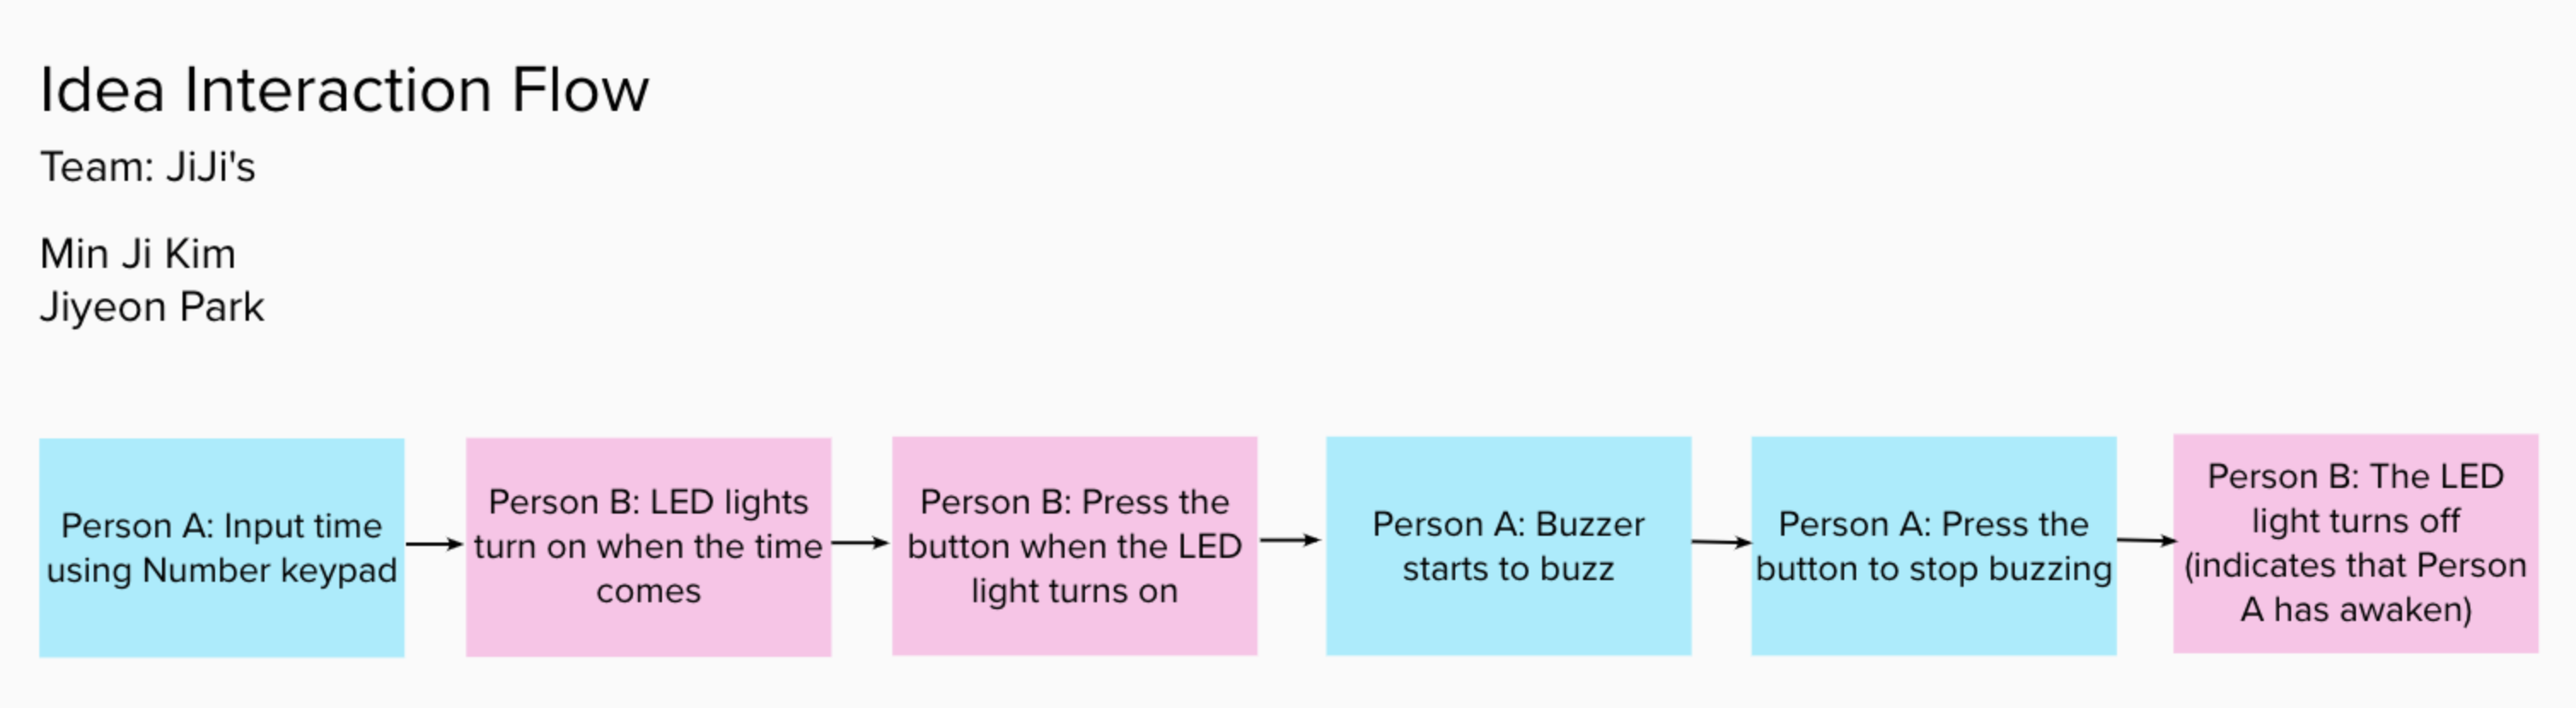 Idea Interaction Flow
Team: JiJi's
Min Ji Kim
Jiyeon Park
Person A: Input time
using Number keypad
Person B: LED lights
turn on when the time
comes
Person B: Press the
button when the LED
light turns on
Person A: Buzzer
starts to buzz
Person A: Press the
button to stop buzzing
Person B: The LED
light turns off
(indicates that Person
A has awaken)